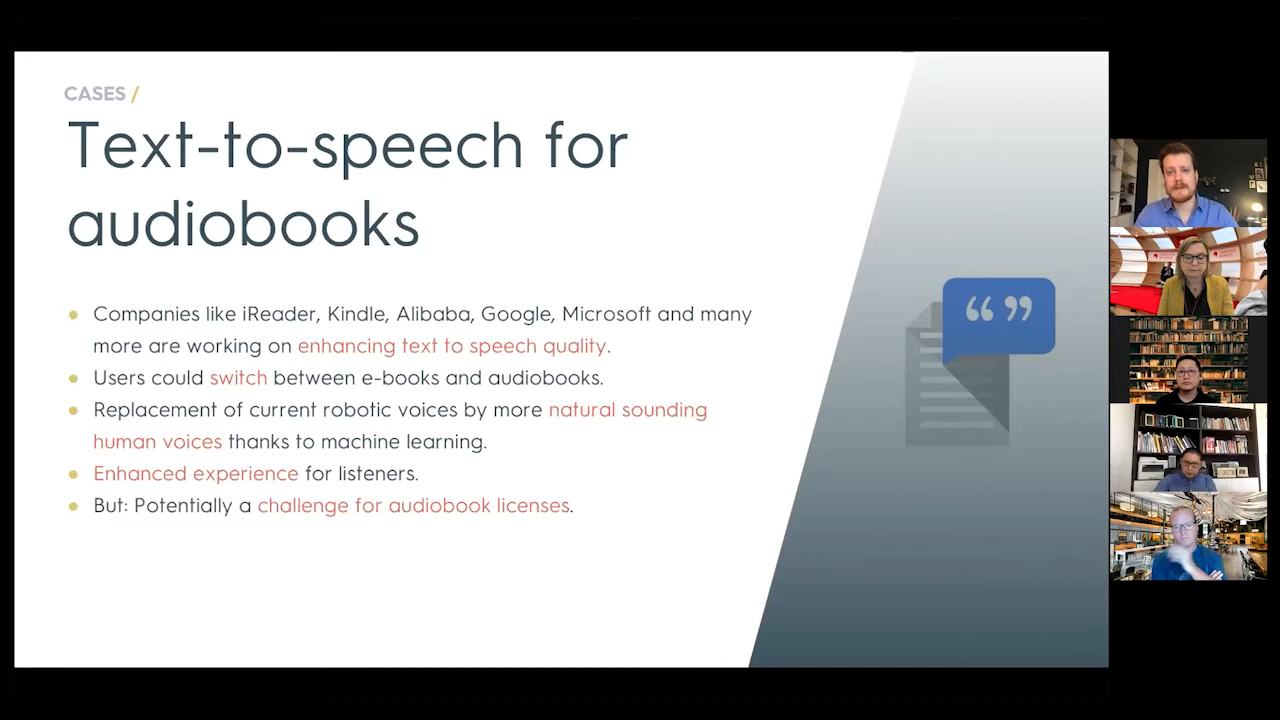 CASES /
Text-to-speech for
audiobooks
Companies like iReader, Kindle, Alibaba, Google, Microsoft and many
more are working on enhancing text to speech quality.
Users could switch between e-books and audiobooks.
Replacement of current robotic voices by more natural sounding
human voices thanks to machine learning.
Enhanced experience for listeners.
But: Potentially a challenge for audiobook licenses.
“ ”